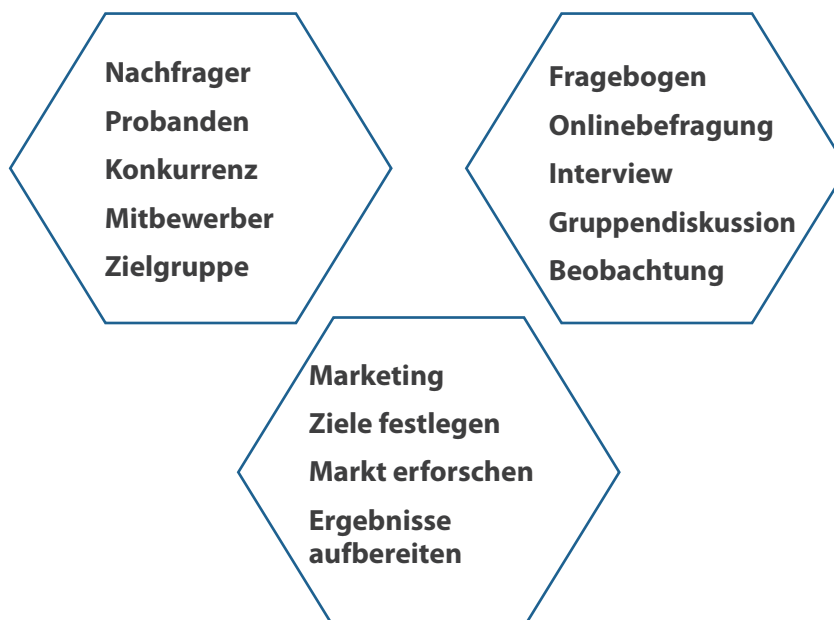 Nachfrager
Probanden
Konkurrenz
Mitbewerber
Zielgruppe
Fragebogen
Onlinebefragung
Interview
Gruppendiskussion
Beobachtung
Marketing
Ziele festlegen
Markt erforschen
Ergebnisse
aufbereiten